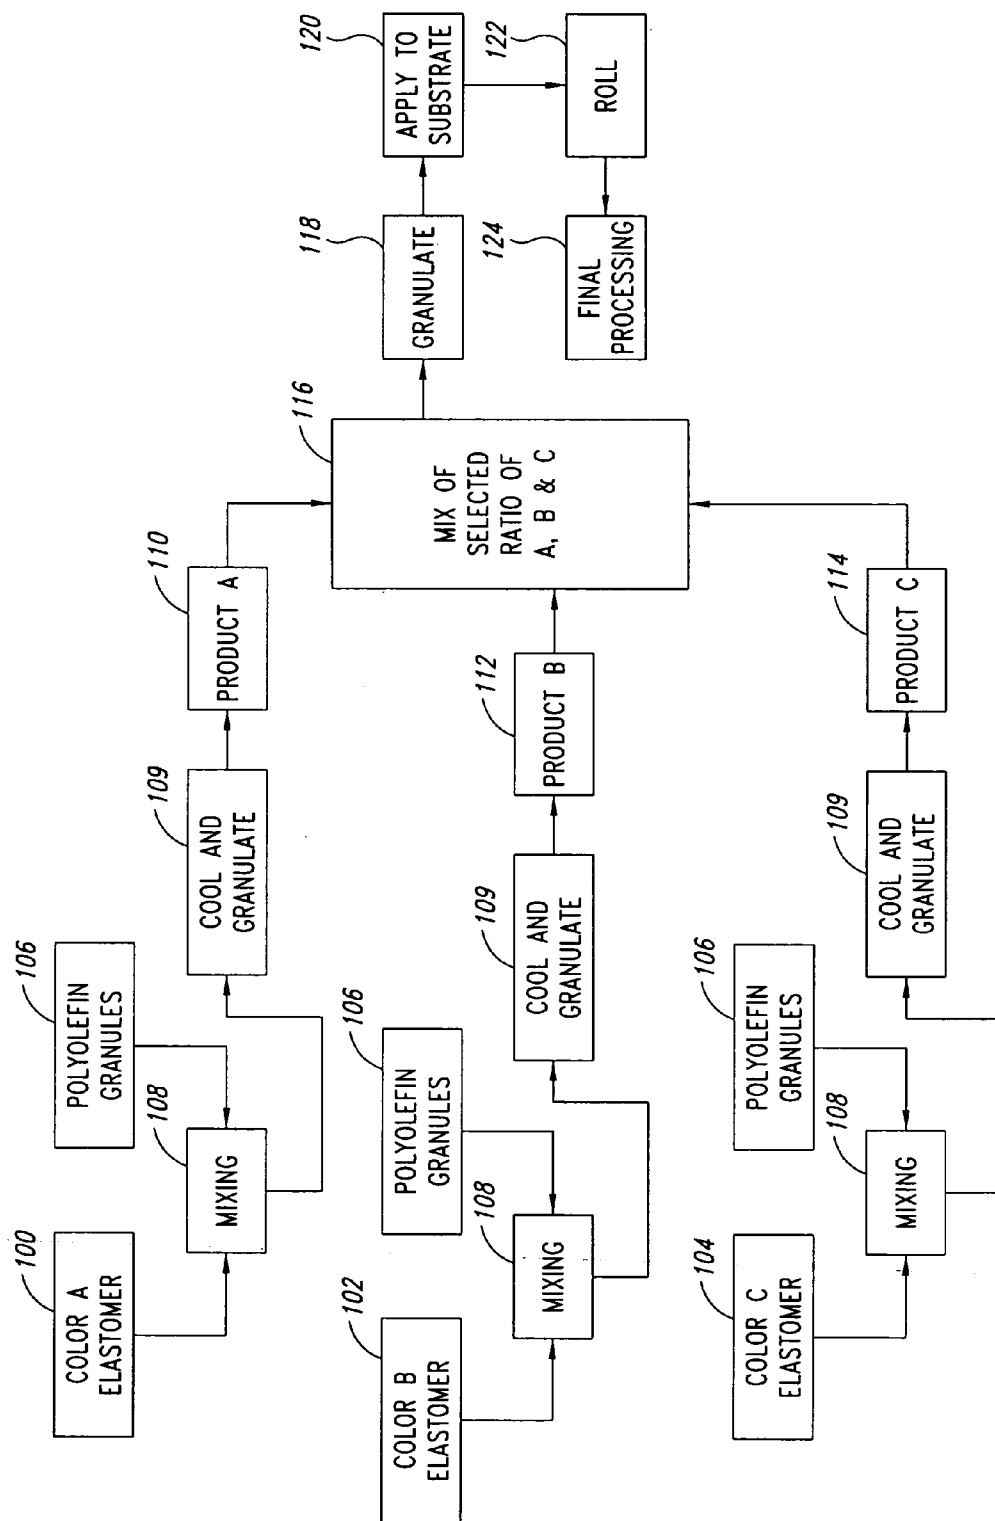 100
COLOR A
ELASTOMER
106
POLYOLEFIN
GRANULES
108
MIXING
109
COOL AND
GRANULATE
110
PRODUCT A
102
COLOR B
ELASTOMER
106
POLYOLEFIN
GRANULES
108
MIXING
109
COOL AND
GRANULATE
112
PRODUCT B
104
COLOR C
ELASTOMER
106
POLYOLEFIN
GRANULES
108
MIXING
109
COOL AND
GRANULATE
114
PRODUCT C
116
MIX OF
SELECTED
RATIO OF
A, B & C
118
GRANULATE
120
APPLY TO
SUBSTRATE
122
ROLL
124
FINAL
PROCESSING